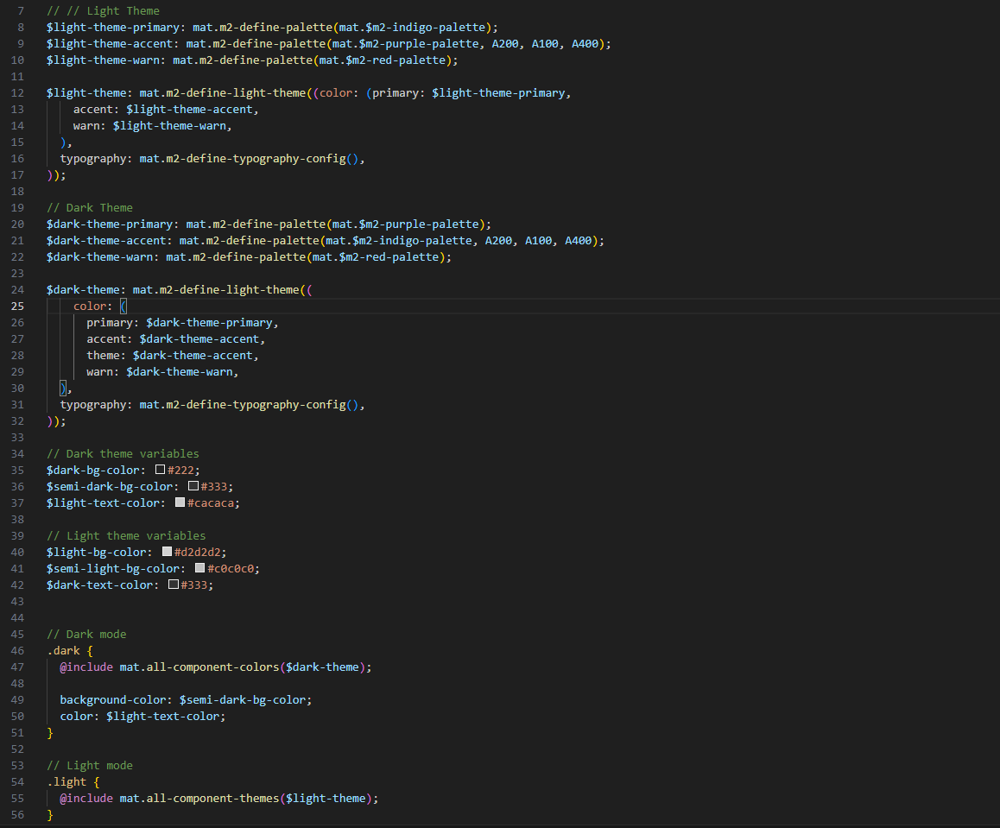 7 // // Light Theme
8 $light-theme-primary: mat.m2-define-palette(mat.$m2-indigo-palette);
9 $light-theme-accent: mat.m2-define-palette(mat.$m2-purple-palette, A200, A100, A400);
10 $light-theme-warn: mat.m2-define-palette(mat.$m2-red-palette);
11
12 $light-theme: mat.m2-define-light-theme((color: (primary: $light-theme-primary,
13 accent: $light-theme-accent,
14 warn: $light-theme-warn,
15 ),
16 typography: mat.m2-define-typography-config(),
17 ));
18
19 // Dark Theme
20 $dark-theme-primary: mat.m2-define-palette(mat.$m2-purple-palette);
21 $dark-theme-accent: mat.m2-define-palette(mat.$m2-indigo-palette, A200, A100, A400);
22 $dark-theme-warn: mat.m2-define-palette(mat.$m2-red-palette);
23
24 $dark-theme: mat.m2-define-light-theme((
25 color: (
26 primary: $dark-theme-primary,
27 accent: $dark-theme-accent,
28 theme: $dark-theme-accent,
29 warn: $dark-theme-warn,
30 ),
31 typography: mat.m2-define-typography-config(),
32 ));
33
34 // Dark theme variables
35 $dark-bg-color: #222;
36 $semi-dark-bg-color: #333;
37 $light-text-color: #cacaca;
38
39 // Light theme variables
40 $light-bg-color: #d2d2d2;
41 $semi-light-bg-color: #c0c0c0;
42 $dark-text-color: #333;
43
44
45 // Dark mode
46 .dark {
47 @include mat.all-component-colors($dark-theme);
48
49 background-color: $semi-dark-bg-color;
50 color: $light-text-color;
51 }
52
53 // Light mode
54 .light {
55 @include mat.all-component-themes($light-theme);
56 }